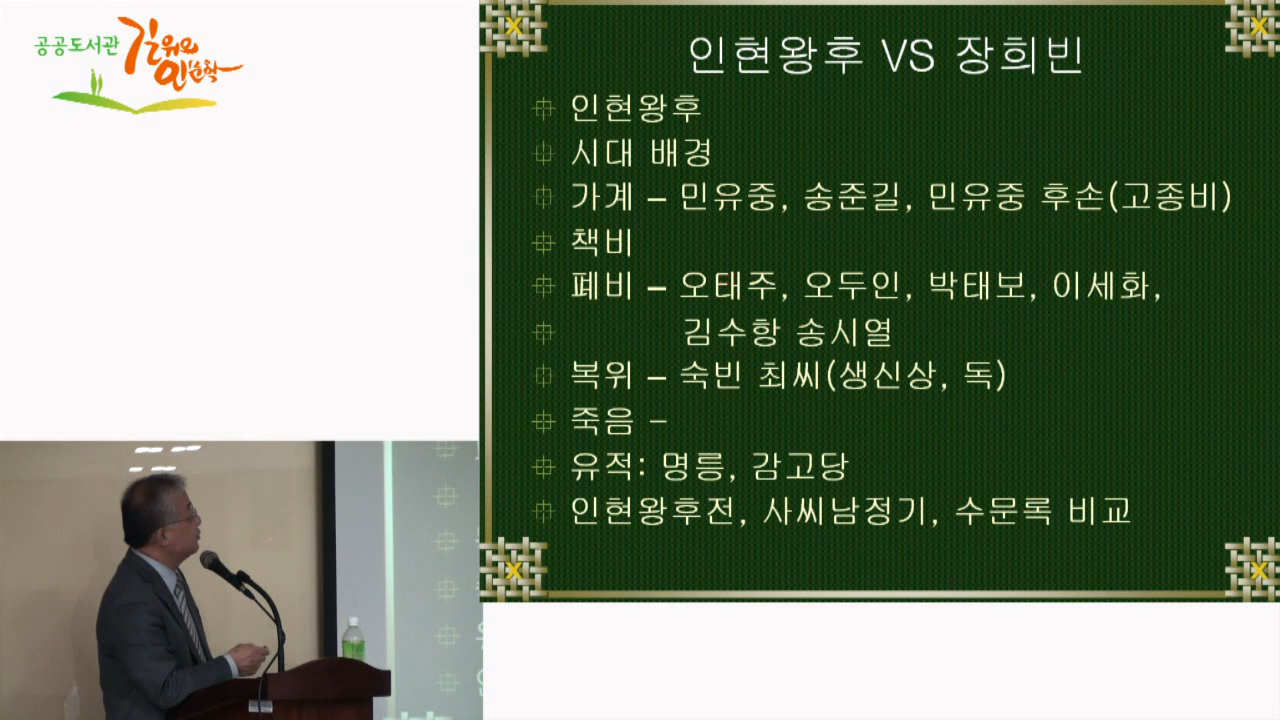 공공도서관 길위의 인문학
인현왕후 VS 장희빈
인현왕후
시대 배경
가계 – 민유중, 송준길, 민유중 후손(고종비)
책비
폐비 – 오태주, 오두인, 박태보, 이세화,
김수항 송시열
복위 – 숙빈 최씨(생신상, 독)
죽음 –
유적: 명릉, 감고당
인현왕후전, 사씨남정기, 수문록 비교